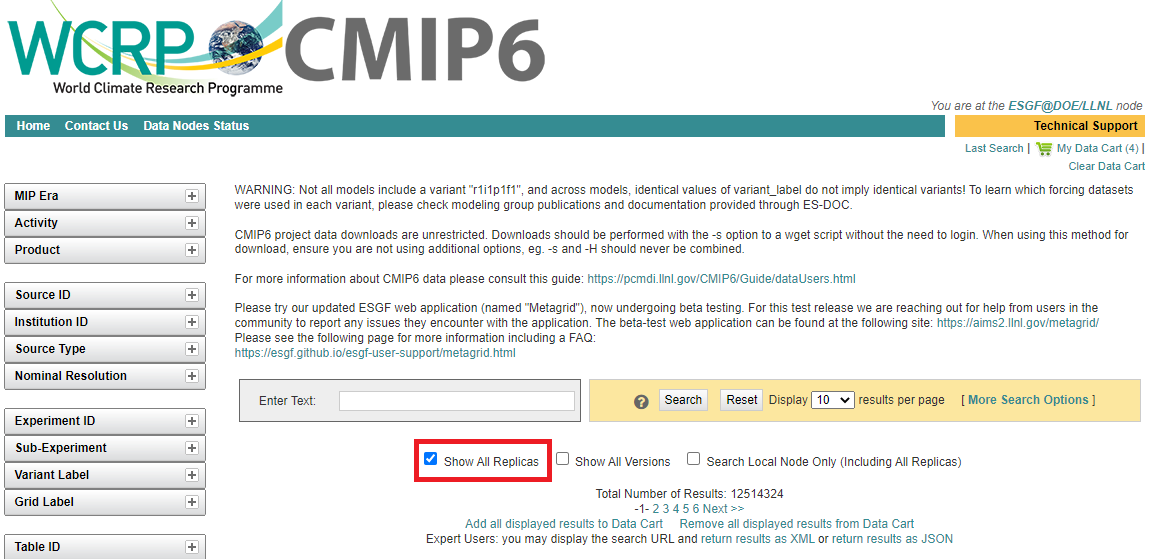 WCRP CMIP6
World Climate Research Programme
You are at the ESGF@DOE/LLNL node
Home Contact Us Data Nodes Status
Technical Support
Last Search | My Data Cart (4) |
Clear Data Cart
MIP Era
Activity
Product
Source ID
Institution ID
Source Type
Nominal Resolution
Experiment ID
Sub-Experiment
Variant Label
Grid Label
Table ID
WARNING: Not all models include a variant "r1i1p1f1", and across models, identical values of variant_label do not imply identical variants! To learn which forcing datasets
were used in each variant, please check modeling group publications and documentation provided through ES-DOC.
CMIP6 project data downloads are unrestricted. Downloads should be performed with the -s option to a wget script without the need to login. When using this method for
download, ensure you are not using additional options, eg. -s and -H should never be combined.
For more information about CMIP6 data please consult this guide: https://pcmdi.llnl.gov/CMIP6/Guide/dataUsers.html
Please try our updated ESGF web application (named "Metagrid"), now undergoing beta testing. For this test release we are reaching out for help from users in the
community to report any issues they encounter with the application. The beta-test web application can be found at the following site: https://aims2.llnl.gov/metagrid/
Please see the following page for more information including a FAQ:
https://esgf.github.io/esgf-user-support/metagrid.html
Enter Text:
? Search Reset Display 10 results per page [ More Search Options ]
Show All Replicas Show All Versions Search Local Node Only (Including All Replicas)
Total Number of Results: 12514324
-1- 2 3 4 5 6 Next >>
Add all displayed results to Data Cart Remove all displayed results from Data Cart
Expert Users: you may display the search URL and return results as XML or return results as JSON